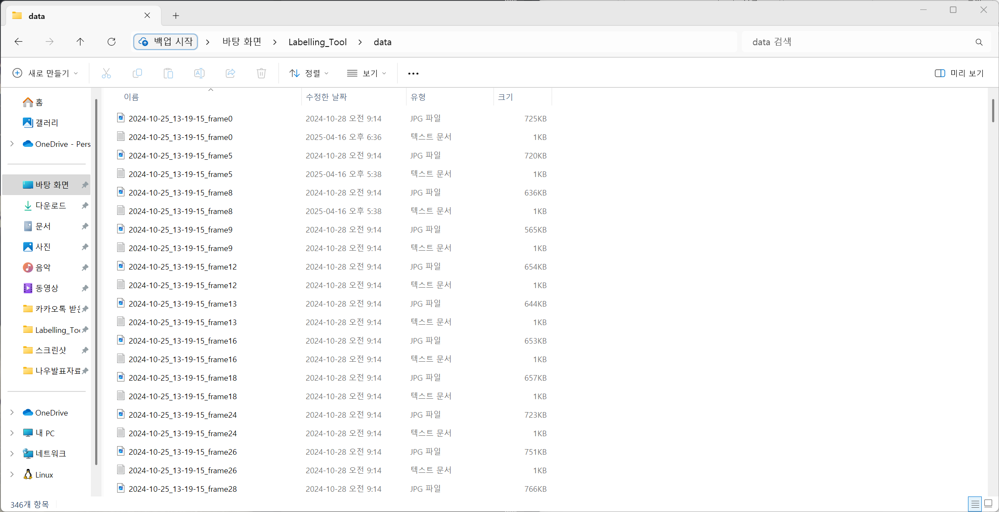 data
백업 시작 > 바탕 화면 > Labelling_Tool > data
data 검색
새로 만들기
정렬
보기
미리 보기
홈
갤러리
OneDrive - Pers
바탕 화면
다운로드
문서
사진
음악
동영상
카카오톡 받은
Labelling_Too
스크린샷
나우발표자료
OneDrive
내 PC
네트워크
Linux
이름 수정한 날짜 유형 크기
2024-10-25_13-19-15_frame0 2024-10-28 오전 9:14 JPG 파일 725KB
2024-10-25_13-19-15_frame0 2025-04-16 오후 6:36 텍스트 문서 1KB
2024-10-25_13-19-15_frame5 2024-10-28 오전 9:14 JPG 파일 720KB
2024-10-25_13-19-15_frame5 2025-04-16 오후 5:38 텍스트 문서 1KB
2024-10-25_13-19-15_frame8 2024-10-28 오전 9:14 JPG 파일 636KB
2024-10-25_13-19-15_frame8 2025-04-16 오후 5:38 텍스트 문서 1KB
2024-10-25_13-19-15_frame9 2024-10-28 오전 9:14 JPG 파일 565KB
2024-10-25_13-19-15_frame9 2024-10-28 오전 9:14 텍스트 문서 1KB
2024-10-25_13-19-15_frame12 2024-10-28 오전 9:14 JPG 파일 654KB
2024-10-25_13-19-15_frame12 2024-10-28 오전 9:14 텍스트 문서 1KB
2024-10-25_13-19-15_frame13 2024-10-28 오전 9:14 JPG 파일 644KB
2024-10-25_13-19-15_frame13 2024-10-28 오전 9:14 텍스트 문서 1KB
2024-10-25_13-19-15_frame16 2024-10-28 오전 9:14 JPG 파일 653KB
2024-10-25_13-19-15_frame16 2024-10-28 오전 9:14 텍스트 문서 1KB
2024-10-25_13-19-15_frame18 2024-10-28 오전 9:14 JPG 파일 657KB
2024-10-25_13-19-15_frame18 2024-10-28 오전 9:14 텍스트 문서 1KB
2024-10-25_13-19-15_frame24 2024-10-28 오전 9:14 JPG 파일 723KB
2024-10-25_13-19-15_frame24 2024-10-28 오전 9:14 텍스트 문서 1KB
2024-10-25_13-19-15_frame26 2024-10-28 오전 9:14 JPG 파일 751KB
2024-10-25_13-19-15_frame26 2024-10-28 오전 9:14 텍스트 문서 1KB
2024-10-25_13-19-15_frame28 2024-10-28 오전 9:14 JPG 파일 766KB
346개 항목